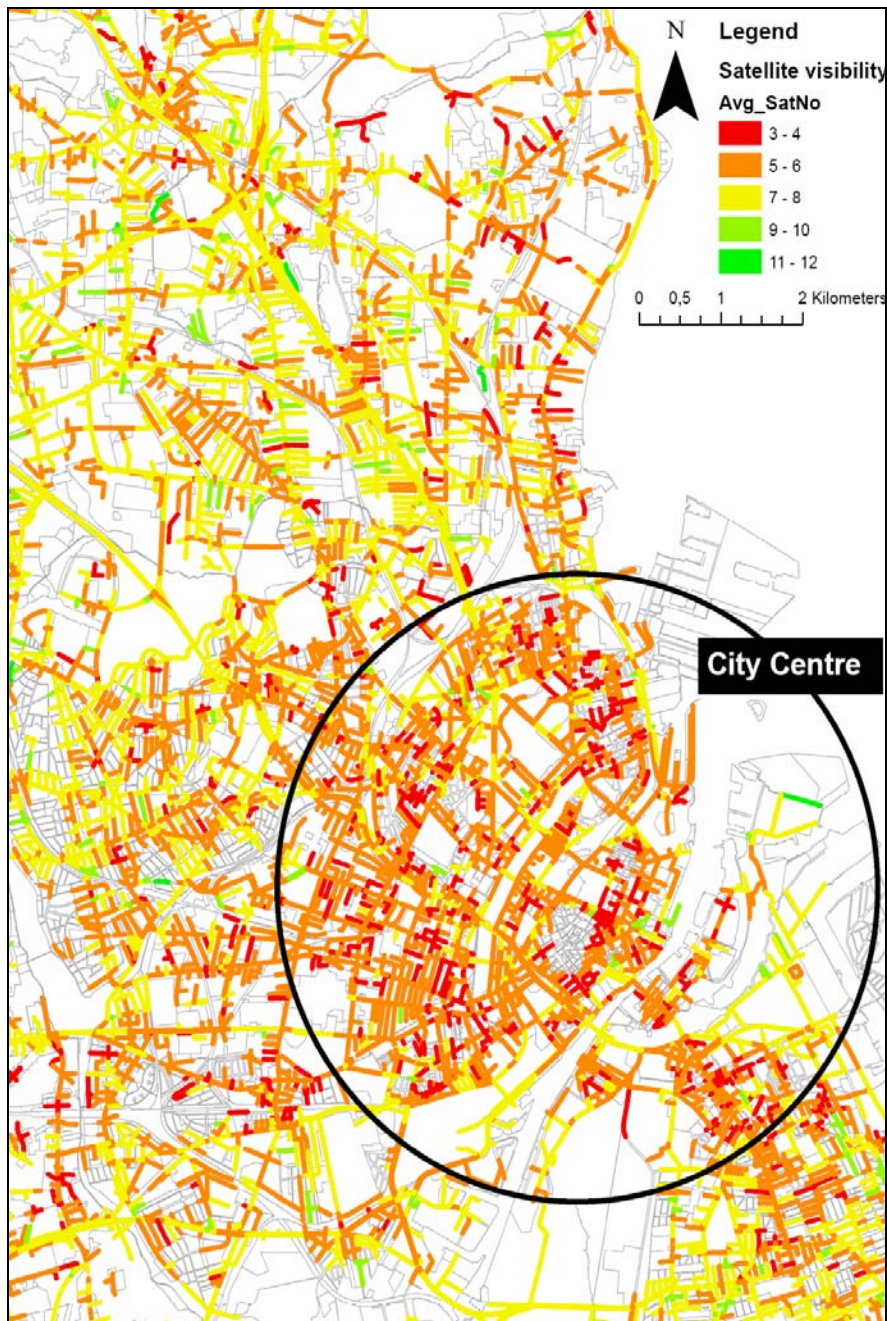 N
Legend
Satellite visibility
Avg_SatNo
3 - 4
5 - 6
7 - 8
9 - 10
11 - 12
0 0,5 1 2 Kilometers
City Centre